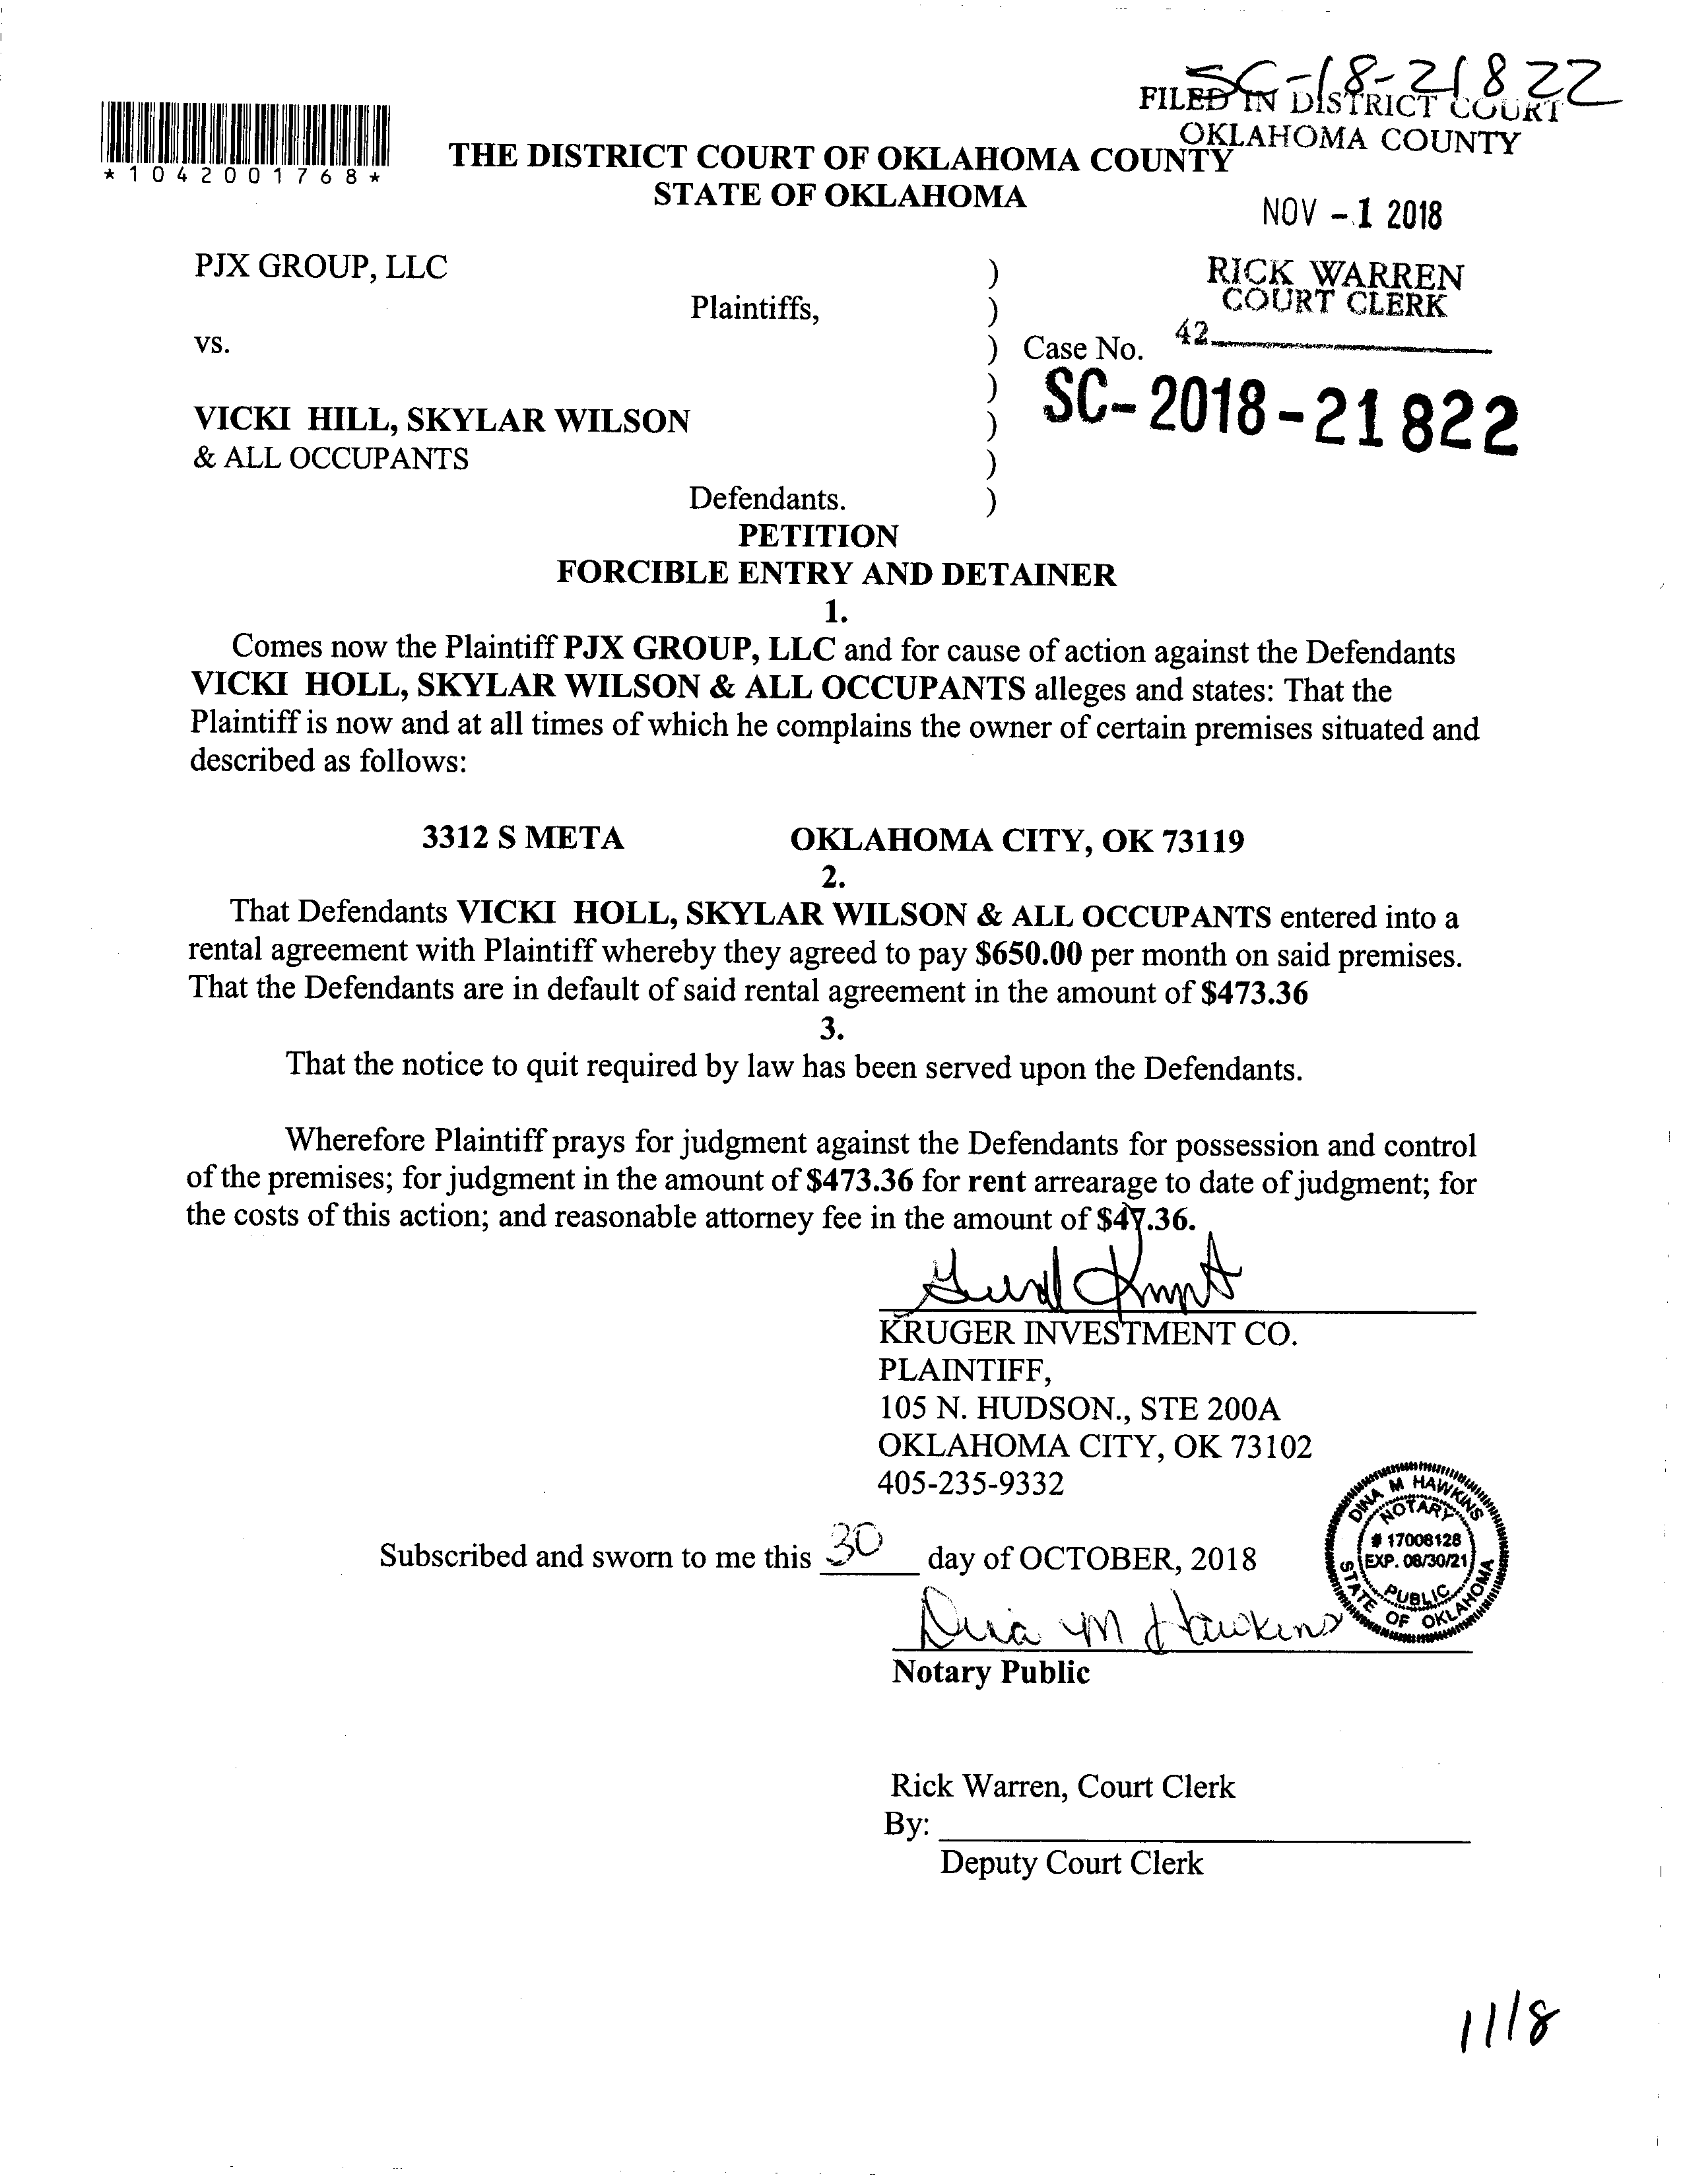 SC-18-21822
FILED IN DISTRICT COURT
OKLAHOMA COUNTY
*1042001768*
THE DISTRICT COURT OF OKLAHOMA COUNTY
STATE OF OKLAHOMA
NOV -1 2018
PJX GROUP, LLC )
RICK WARREN
COURT CLERK
Plaintiffs, )
42
vs. ) Case No.
)
SC-2018-21822
VICKI HILL, SKYLAR WILSON )
& ALL OCCUPANTS )
Defendants. )
PETITION
FORCIBLE ENTRY AND DETAINER
1.
Comes now the Plaintiff PJX GROUP, LLC and for cause of action against the Defendants
VICKI HOLL, SKYLAR WILSON & ALL OCCUPANTS alleges and states: That the
Plaintiff is now and at all times of which he complains the owner of certain premises situated and
described as follows:
3312 S META OKLAHOMA CITY, OK 73119
2.
That Defendants VICKI HOLL, SKYLAR WILSON & ALL OCCUPANTS entered into a
rental agreement with Plaintiff whereby they agreed to pay $650.00 per month on said premises.
That the Defendants are in default of said rental agreement in the amount of $473.36
3.
That the notice to quit required by law has been served upon the Defendants.
Wherefore Plaintiff prays for judgment against the Defendants for possession and control
of the premises; for judgment in the amount of $473.36 for rent arrearage to date of judgment; for
the costs of this action; and reasonable attorney fee in the amount of $47.36.
KRUGER INVESTMENT CO.
PLAINTIFF,
105 N. HUDSON., STE 200A
OKLAHOMA CITY, OK 73102
405-235-9332
DINA M HAWKINS
NOTARY
# 17008128
EXP. 08/30/21
PUBLIC
STATE OF OKLAHOMA
Subscribed and sworn to me this 30 day of OCTOBER, 2018
Dina M Hawkins
Notary Public
Rick Warren, Court Clerk
By:
Deputy Court Clerk
11/8